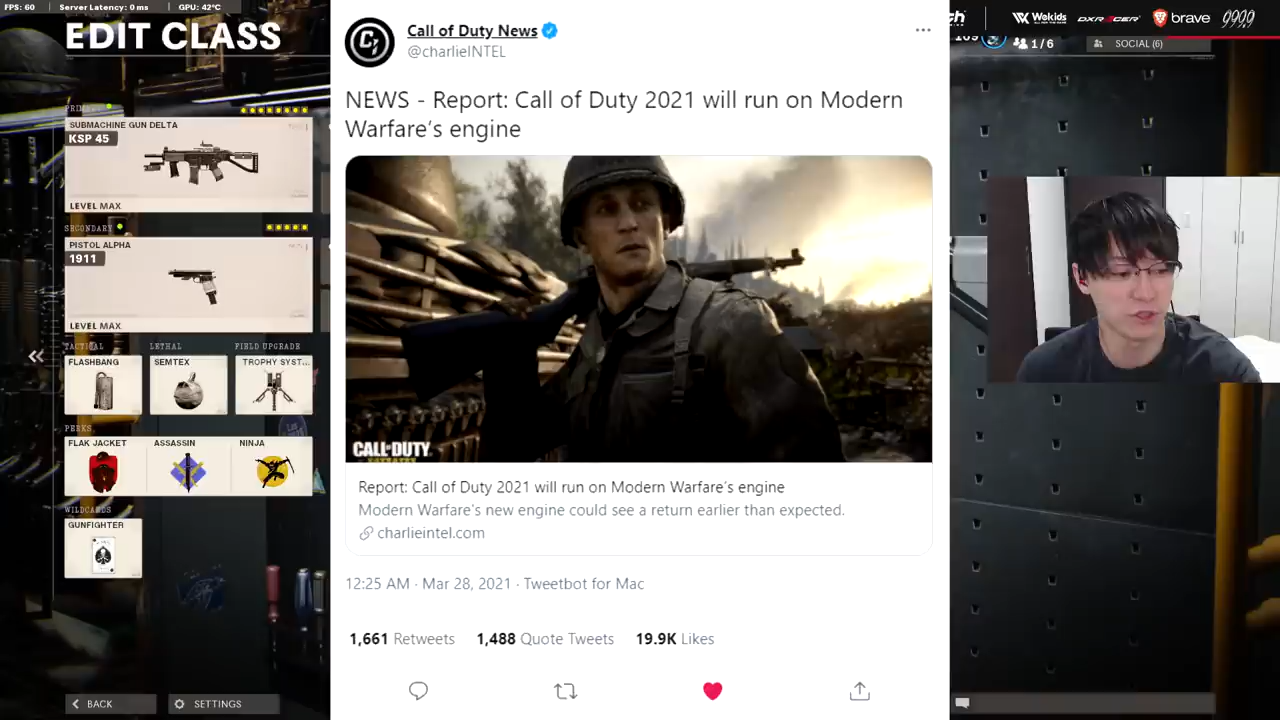 FPS: 60 | Server Latency: 0 ms | GPU: 42°C
EDIT CLASS
SUBMACHINE GUN DELTA
KSP 45
LEVEL MAX
SECONDARY
PISTOL ALPHA
1911
LEVEL MAX
TACTICAL
LETHAL
FIELD UPGRADE
FLASHBANG
SEMTEX
TROPHY SYST...
PERKS
FLAK JACKET
ASSASSIN
NINJA
WILDCARDS
GUNFIGHTER
BACK
SETTINGS
Call of Duty News
@charlieINTEL
NEWS - Report: Call of Duty 2021 will run on Modern
Warfare's engine
CALL OF DUTY
Report: Call of Duty 2021 will run on Modern Warfare's engine
Modern Warfare's new engine could see a return earlier than expected.
charlieintel.com
12:25 AM · Mar 28, 2021 · Tweetbot for Mac
1,661 Retweets 1,488 Quote Tweets 19.9K Likes
Wekids
DXRACER
brave
1/6
SOCIAL (6)